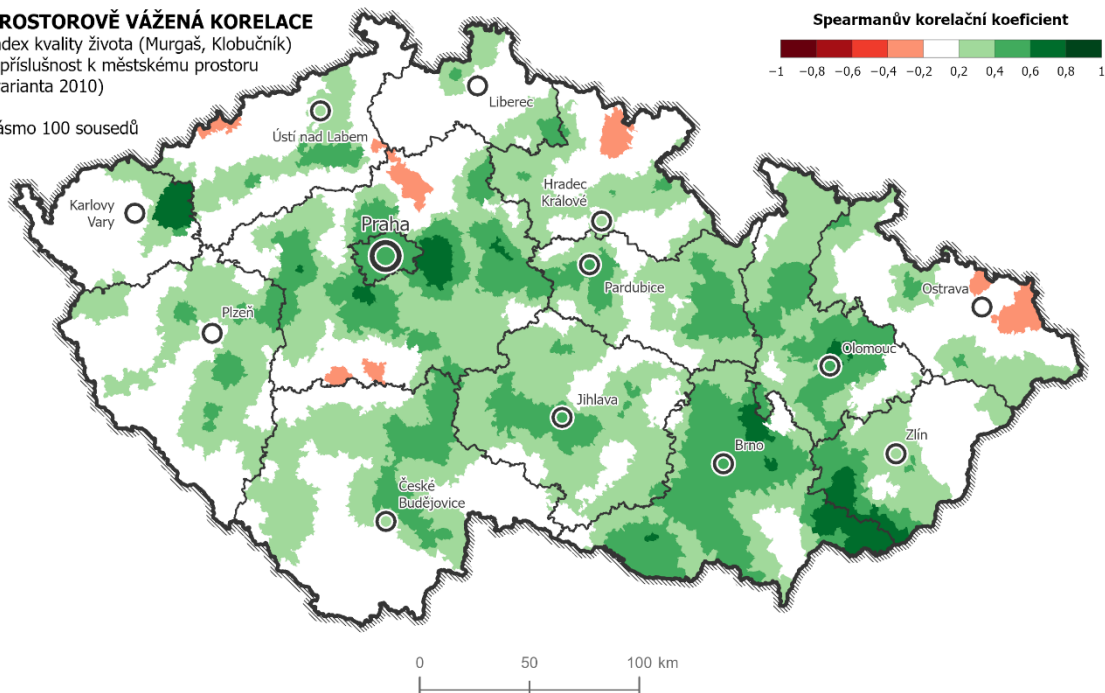 ROSTOROVĚ VÁŽENÁ KORELACE
ndex kvality života (Murgaš, Klobučník)
příslušnost k městskému prostoru
varianta 2010)
ásmo 100 sousedů
Spearmanův korelační koeficient
−1 −0,8 −0,6 −0,4 −0,2 0 0,2 0,4 0,6 0,8 1
Liberec
Ústí nad Labem
Karlovy
Vary
Hradec
Králové
Praha
Pardubice
Ostrava
Plzeň
Olomouc
Jihlava
Brno
Zlín
České
Budějovice
0 50 100 km